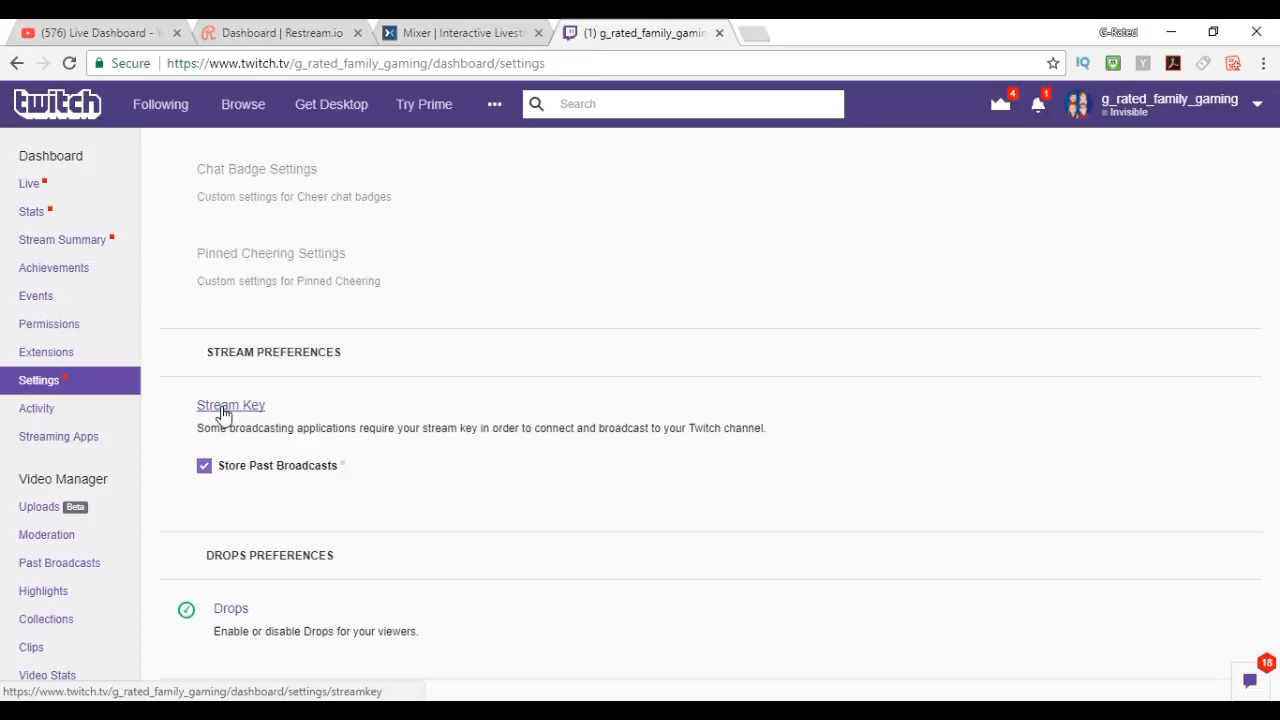 (576) Live Dashboard -
Dashboard | Restream.io
Mixer | Interactive Livestr
(1) g_rated_family_gamin
G-Rated
Secure
https://www.twitch.tv/g_rated_family_gaming/dashboard/settings
IQ
twitch
Following
Browse
Get Desktop
Try Prime
Search
4
1
g_rated_family_gaming
Invisible
Dashboard
Live
Stats
Stream Summary
Achievements
Events
Permissions
Extensions
Settings
Activity
Streaming Apps
Video Manager
Uploads Beta
Moderation
Past Broadcasts
Highlights
Collections
Clips
Video Stats
Chat Badge Settings
Custom settings for Cheer chat badges
Pinned Cheering Settings
Custom settings for Pinned Cheering
STREAM PREFERENCES
Stream Key
Some broadcasting applications require your stream key in order to connect and broadcast to your Twitch channel.
Store Past Broadcasts
DROPS PREFERENCES
Drops
Enable or disable Drops for your viewers.
18
https://www.twitch.tv/g_rated_family_gaming/dashboard/settings/streamkey